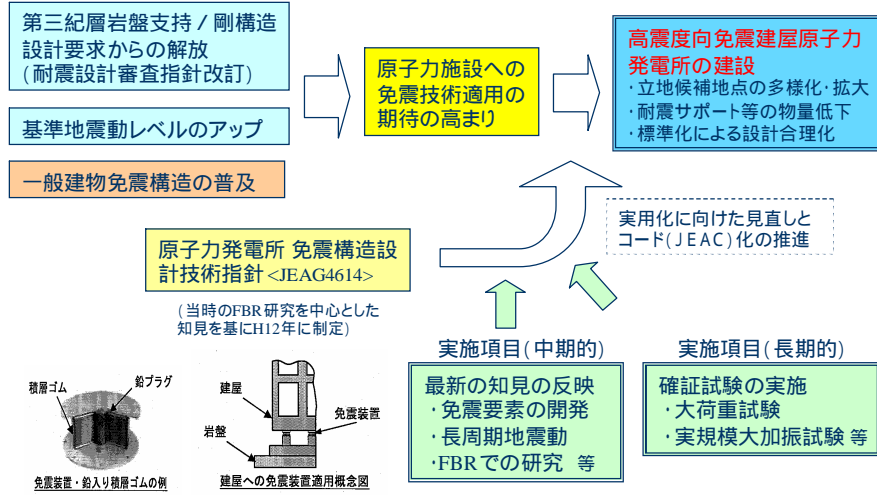 第三紀層岩盤支持/剛構造
設計要求からの解放
(耐震設計審査指針改訂)
基準地震動レベルのアップ
一般建物免震構造の普及
原子力施設への
免震技術適用の
期待の高まり
高震度向免震建屋原子力
発電所の建設
・立地候補地点の多様化・拡大
・耐震サポート等の物量低下
・標準化による設計合理化
実用化に向けた見直しと
コード(JEAC)化の推進
原子力発電所 免震構造設
計技術指針<JEAG4614>
(当時のFBR研究を中心とした
知見を基にH12年に制定)
積層ゴム
鉛プラグ
免震装置・鉛入り積層ゴムの例
建屋
免震装置
岩盤
建屋への免震装置適用概念図
実施項目(中期的)
最新の知見の反映
・免震要素の開発
・長周期地震動
・FBRでの研究 等
実施項目(長期的)
確証試験の実施
・大荷重試験
・実規模大加振試験 等